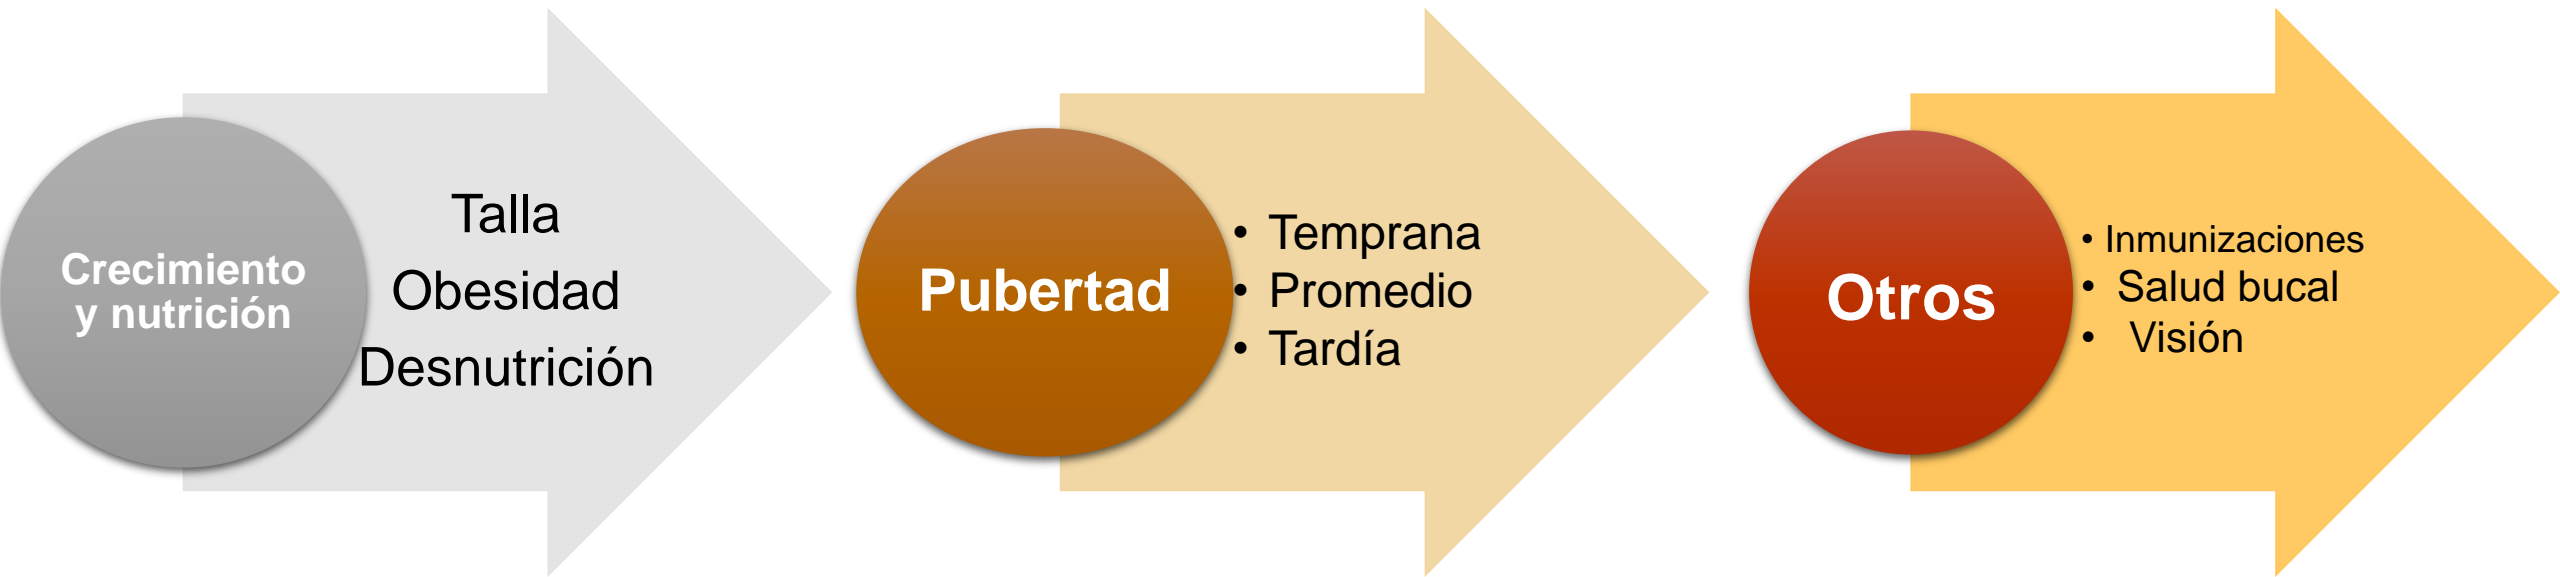 Crecimiento
y nutrición
Talla
Obesidad
Desnutrición
Pubertad
• Temprana
• Promedio
• Tardía
Otros
• Inmunizaciones
• Salud bucal
• Visión